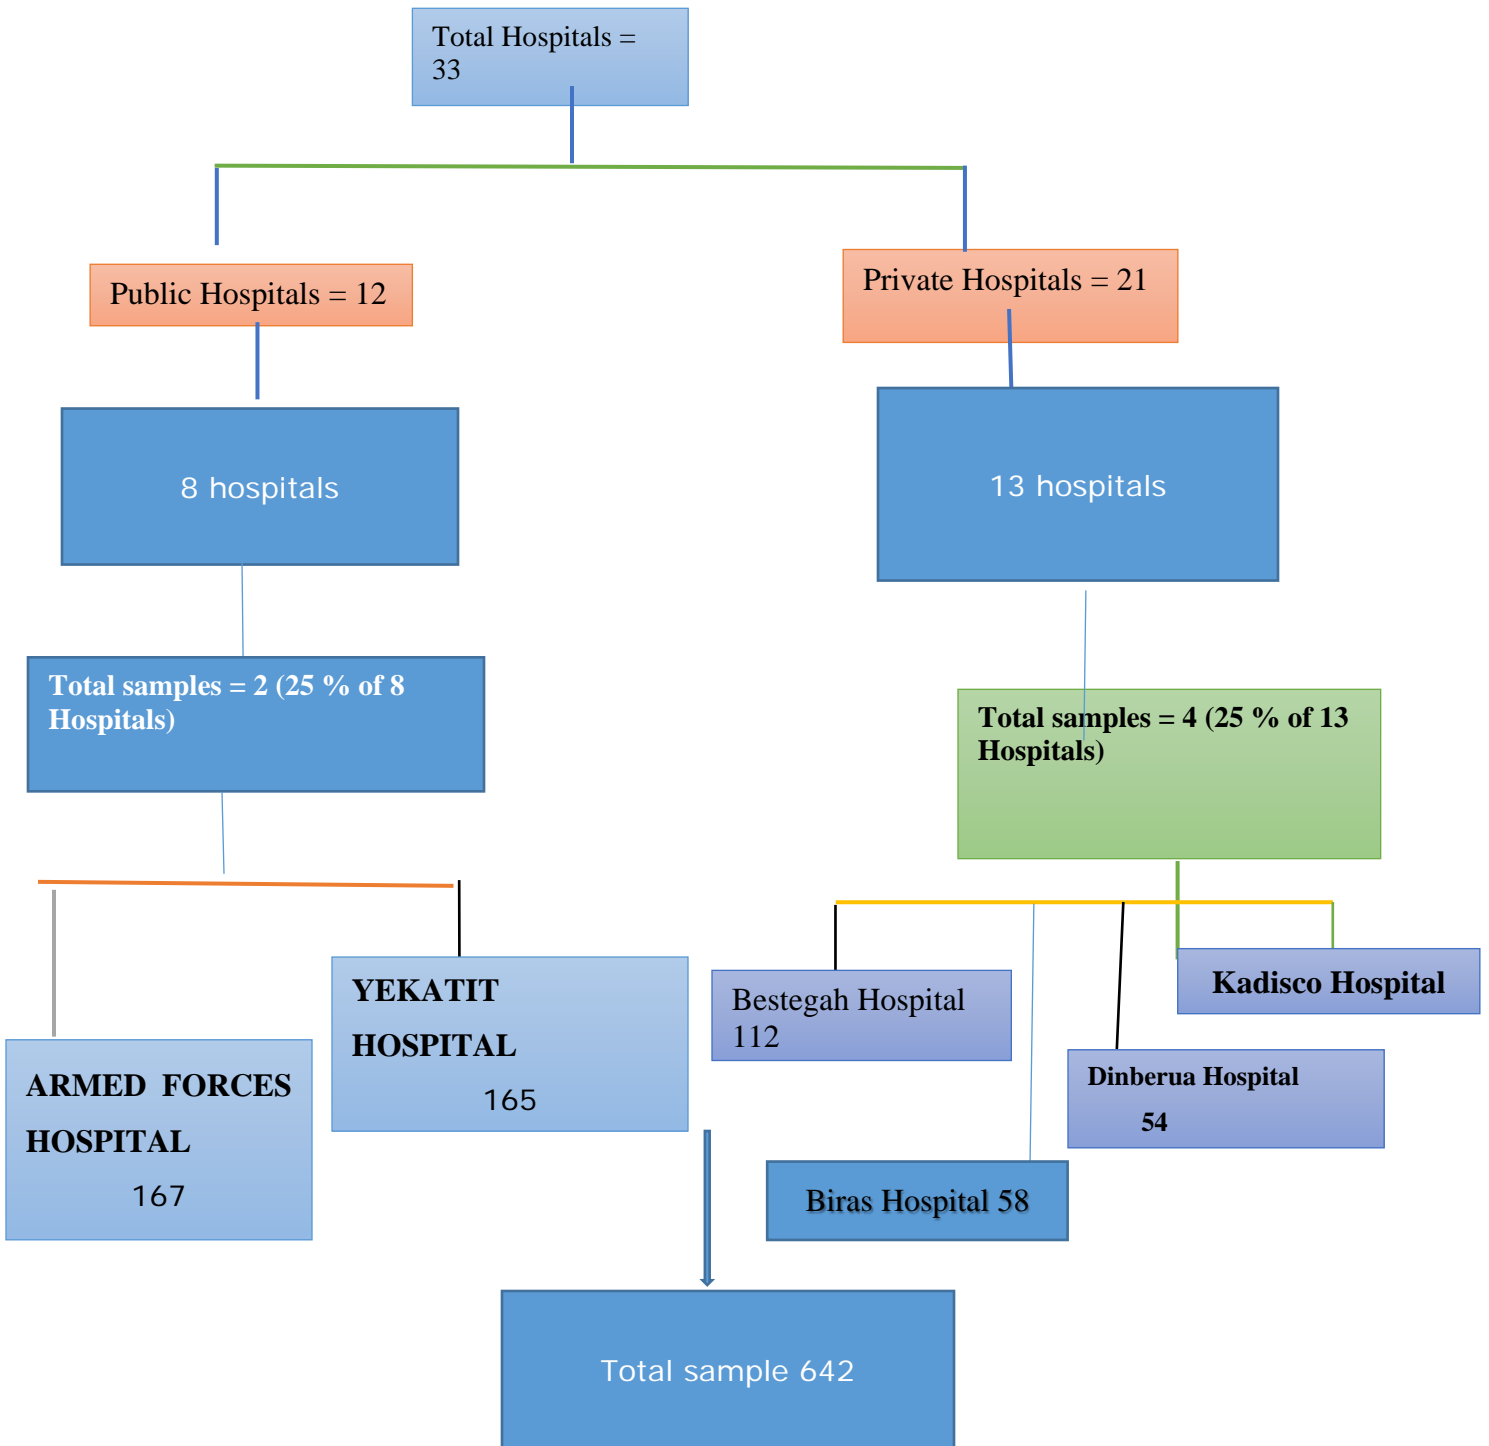 Total Hospitals =
33
Public Hospitals = 12
Private Hospitals = 21
8 hospitals
13 hospitals
Total samples = 2 (25 % of 8
Hospitals)
Total samples = 4 (25 % of 13
Hospitals)
YEKATIT
HOSPITAL
165
ARMED FORCES
HOSPITAL
167
Bestegah Hospital
112
Kadisco Hospital
Dinberua Hospital
54
Biras Hospital 58
Total sample 642